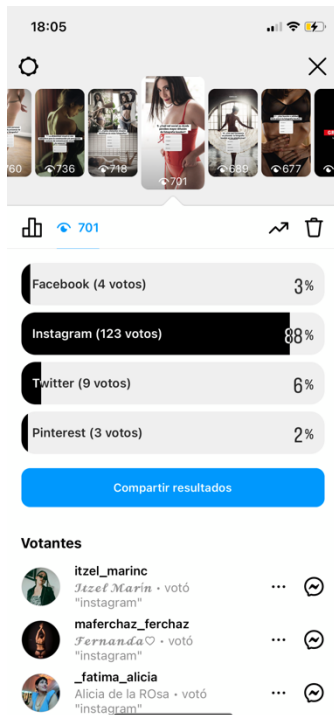 18:05
760
736
718
701
689
677
701
Facebook (4 votos)
3%
Instagram (123 votos)
88%
Twitter (9 votos)
6%
Pinterest (3 votos)
2%
Compartir resultados
Votantes
itzel_marinc
𝓘𝓽𝔃𝓮𝓵 𝓜𝓪𝓻í𝓷 • votó
"instagram"
maferchaz_ferchaz
𝓕𝓮𝓻𝓷𝓪𝓷𝓭𝓪♡ • votó
"instagram"
_fatima_alicia
Alicia de la ROsa • votó
"instagram"